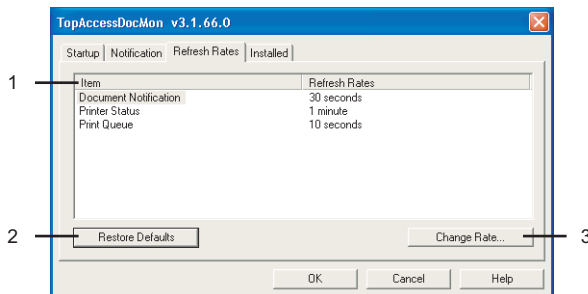 TopAccessDocMon v3.1.66.0
Startup Notification Refresh Rates Installed
1
Item Refresh Rates
Document Notification 30 seconds
Printer Status 1 minute
Print Queue 10 seconds
2 Restore Defaults Change Rate... 3
OK Cancel Help